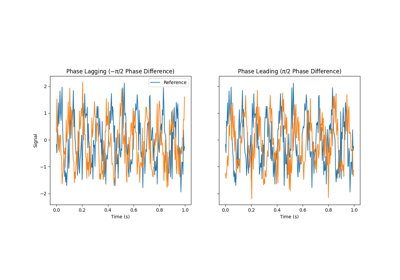 Phase Lagging (−π/2 Phase Difference)
Phase Leading (π/2 Phase Difference)
Reference
2
1
0
−1
−2
Signal
0.0 0.2 0.4 0.6 0.8 1.0
0.0 0.2 0.4 0.6 0.8 1.0
Time (s)
Time (s)